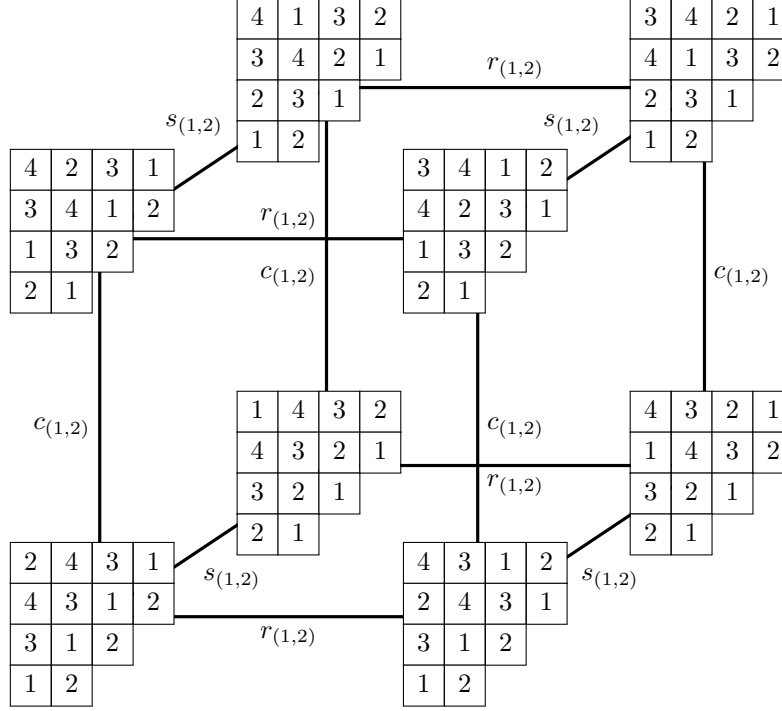 4 1 3 2
3 4 2 1
2 3 1
1 2
r(1,2)
3 4 2 1
4 1 3 2
2 3 1
1 2
s(1,2)
s(1,2)
4 2 3 1
3 4 1 2
1 3 2
2 1
r(1,2)
3 4 1 2
4 2 3 1
1 3 2
2 1
c(1,2)
c(1,2)
c(1,2)
c(1,2)
1 4 3 2
4 3 2 1
3 2 1
2 1
r(1,2)
4 3 2 1
1 4 3 2
3 2 1
2 1
s(1,2)
s(1,2)
2 4 3 1
4 3 1 2
3 1 2
1 2
r(1,2)
4 3 1 2
2 4 3 1
3 1 2
1 2